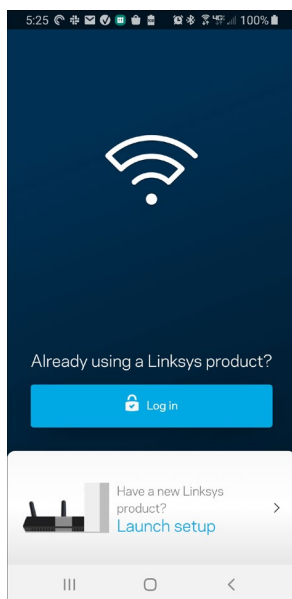 5:25 100%
Already using a Linksys product?
Log in
Have a new Linksys
product?
Launch setup